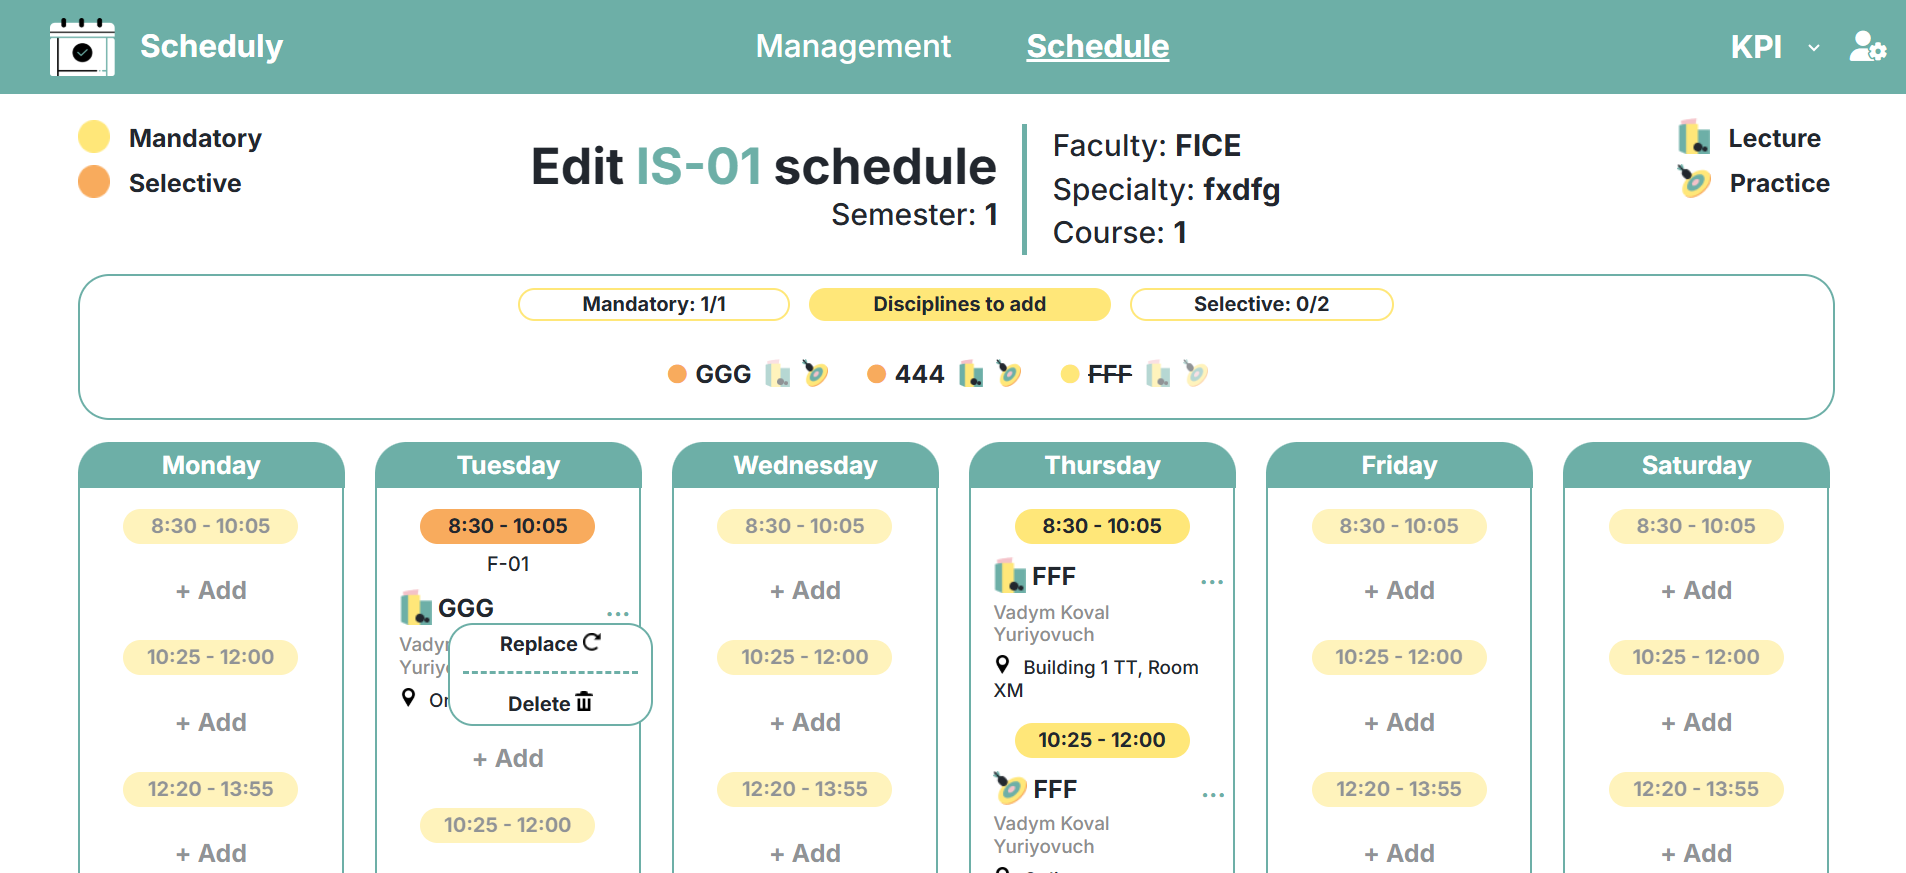 Scheduly
Management
Schedule
KPI
Mandatory
Selective
Edit IS-01 schedule
Semester: 1
Faculty: FICE
Specialty: fxdfg
Course: 1
Lecture
Practice
Mandatory: 1/1
Disciplines to add
Selective: 0/2
GGG
444
FFF
Monday
8:30 - 10:05
+ Add
10:25 - 12:00
+ Add
12:20 - 13:55
+ Add
Tuesday
8:30 - 10:05
F-01
GGG
...
Replace
Delete
+ Add
10:25 - 12:00
Wednesday
8:30 - 10:05
+ Add
10:25 - 12:00
+ Add
12:20 - 13:55
+ Add
Thursday
8:30 - 10:05
FFF
...
Vadym Koval
Yuriyovuch
Building 1 TT, Room
XM
10:25 - 12:00
FFF
...
Vadym Koval
Yuriyovuch
Friday
8:30 - 10:05
+ Add
10:25 - 12:00
+ Add
12:20 - 13:55
+ Add
Saturday
8:30 - 10:05
+ Add
10:25 - 12:00
+ Add
12:20 - 13:55
+ Add